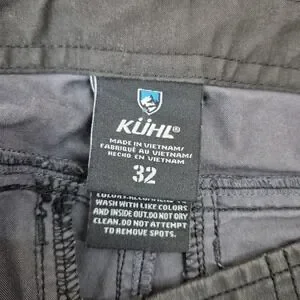 KÜHL®
MADE IN VIETNAM/
FABRIQUÉ AU VIETNAM/
HECHO EN VIETNAM
32
WASH WITH LIKE COLORS
AND INSIDE OUT.DO NOT DRY
CLEAN.DO NOT ATTEMPT
TO REMOVE SPOTS.